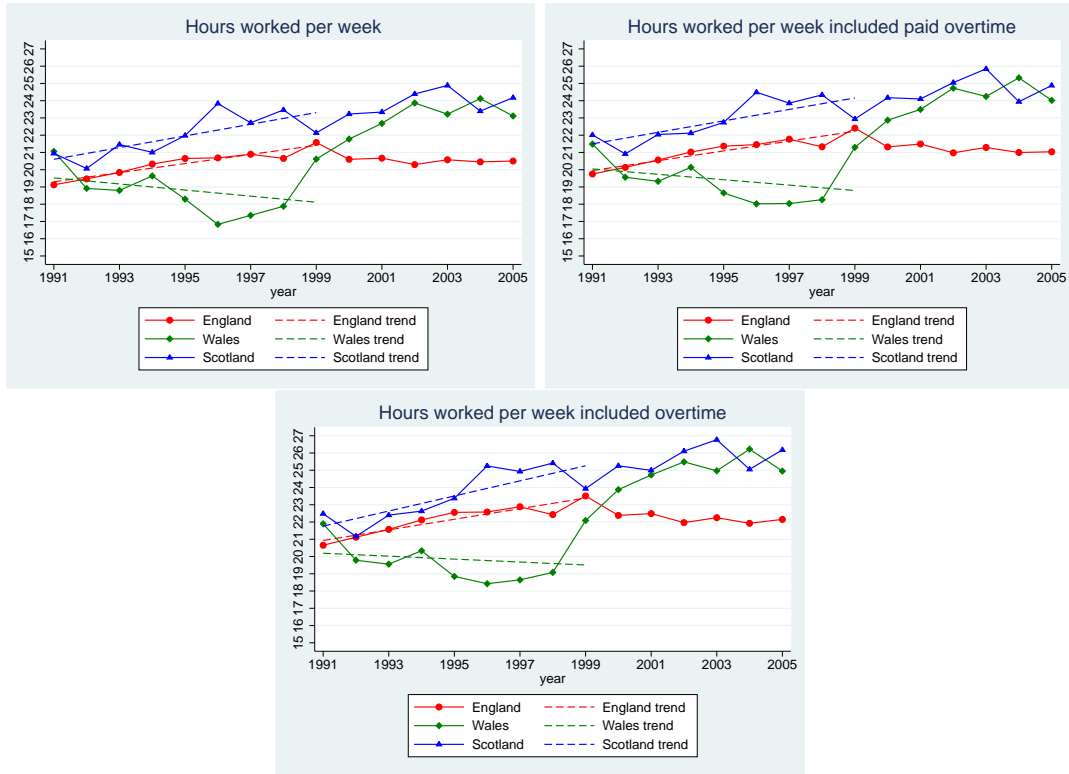 Hours worked per week
15 16 17 18 19 20 21 22 23 24 25 26 27
1991 1993 1995 1997 1999 2001 2003 2005
year
England England trend
Wales Wales trend
Scotland Scotland trend
Hours worked per week included paid overtime
15 16 17 18 19 20 21 22 23 24 25 26 27
1991 1993 1995 1997 1999 2001 2003 2005
year
England England trend
Wales Wales trend
Scotland Scotland trend
Hours worked per week included overtime
15 16 17 18 19 20 21 22 23 24 25 26 27
1991 1993 1995 1997 1999 2001 2003 2005
year
England England trend
Wales Wales trend
Scotland Scotland trend